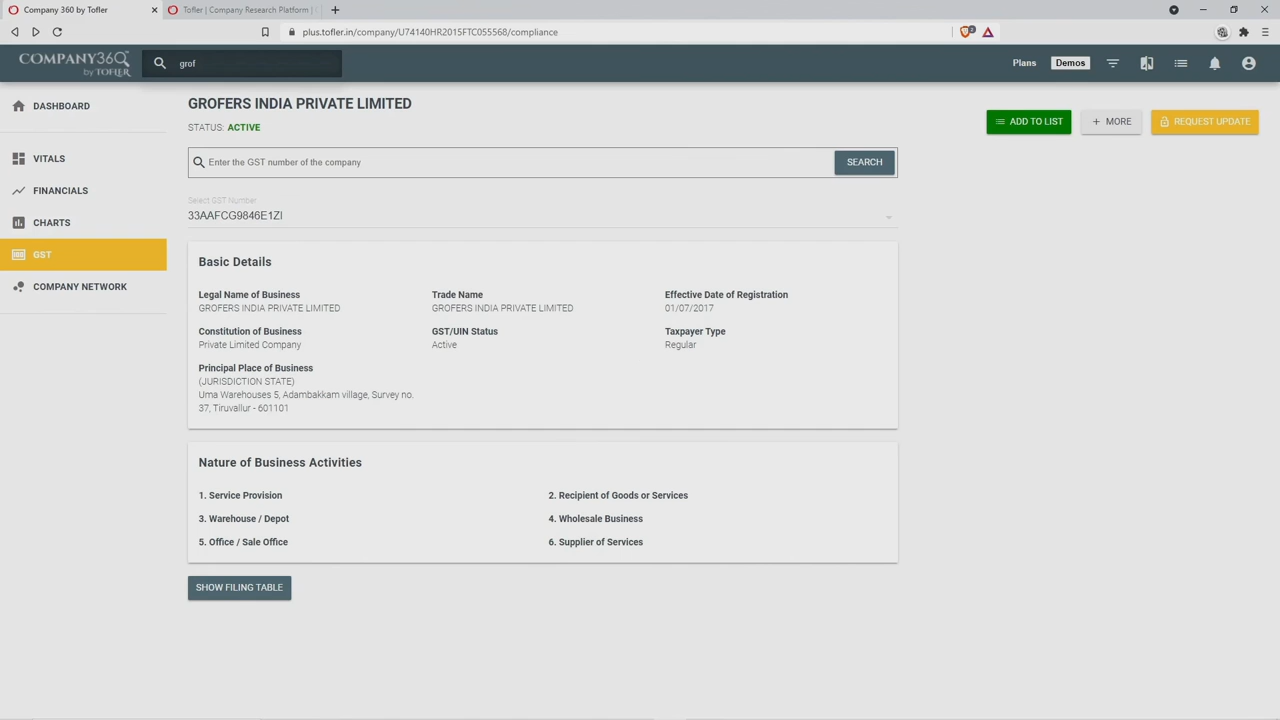 Company 360 by Tofler
Tofler | Company Research Platform |
plus.tofler.in/company/U74140HR2015FTC055568/compliance
COMPANY360
by TOFLER
grof
Plans
Demos
DASHBOARD
VITALS
FINANCIALS
CHARTS
GST
COMPANY NETWORK
GROFERS INDIA PRIVATE LIMITED
STATUS: ACTIVE
ADD TO LIST
+ MORE
REQUEST UPDATE
Enter the GST number of the company
SEARCH
Select GST Number
33AAFCG9846E1ZI
Basic Details
Legal Name of Business
GROFERS INDIA PRIVATE LIMITED
Trade Name
GROFERS INDIA PRIVATE LIMITED
Effective Date of Registration
01/07/2017
Constitution of Business
Private Limited Company
GST/UIN Status
Active
Taxpayer Type
Regular
Principal Place of Business
(JURISDICTION STATE)
Uma Warehouses 5, Adambakkam village, Survey no.
37, Tiruvallur - 601101
Nature of Business Activities
1. Service Provision
2. Recipient of Goods or Services
3. Warehouse / Depot
4. Wholesale Business
5. Office / Sale Office
6. Supplier of Services
SHOW FILING TABLE